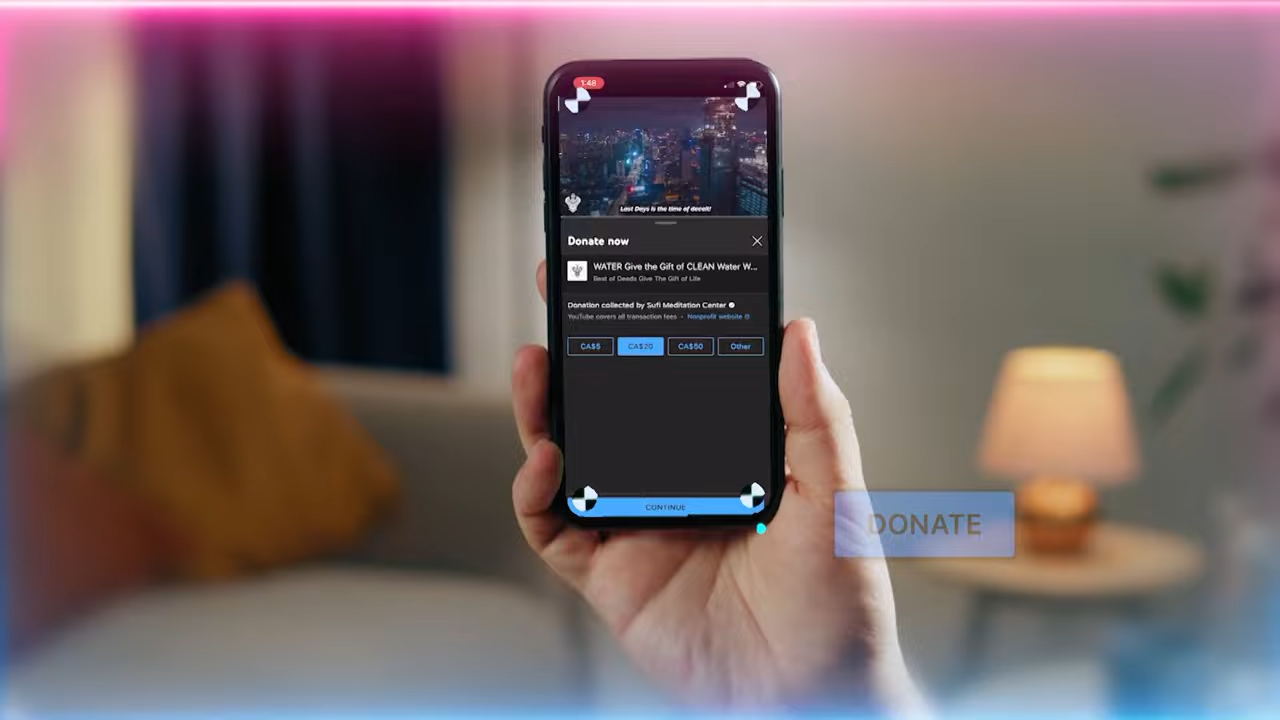 1:48
Last Days is the time of deceit!
Donate now
WATER Give the Gift of CLEAN Water W...
Best of Deeds Give The Gift of Life
Donation collected by Sufi Meditation Center
YouTube covers all transaction fees • Nonprofit website
CA$5 CA$20 CA$50 Other
CONTINUE
DONATE